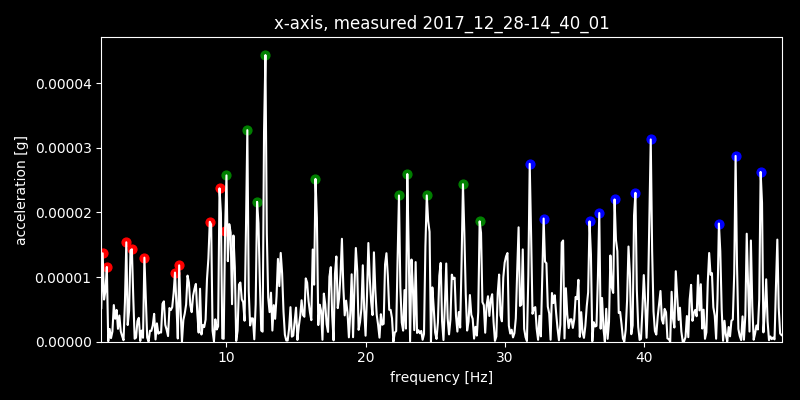 x-axis, measured 2017_12_28-14_40_01
acceleration [g]
0.00004
0.00003
0.00002
0.00001
0.00000
10 20 30 40
frequency [Hz]